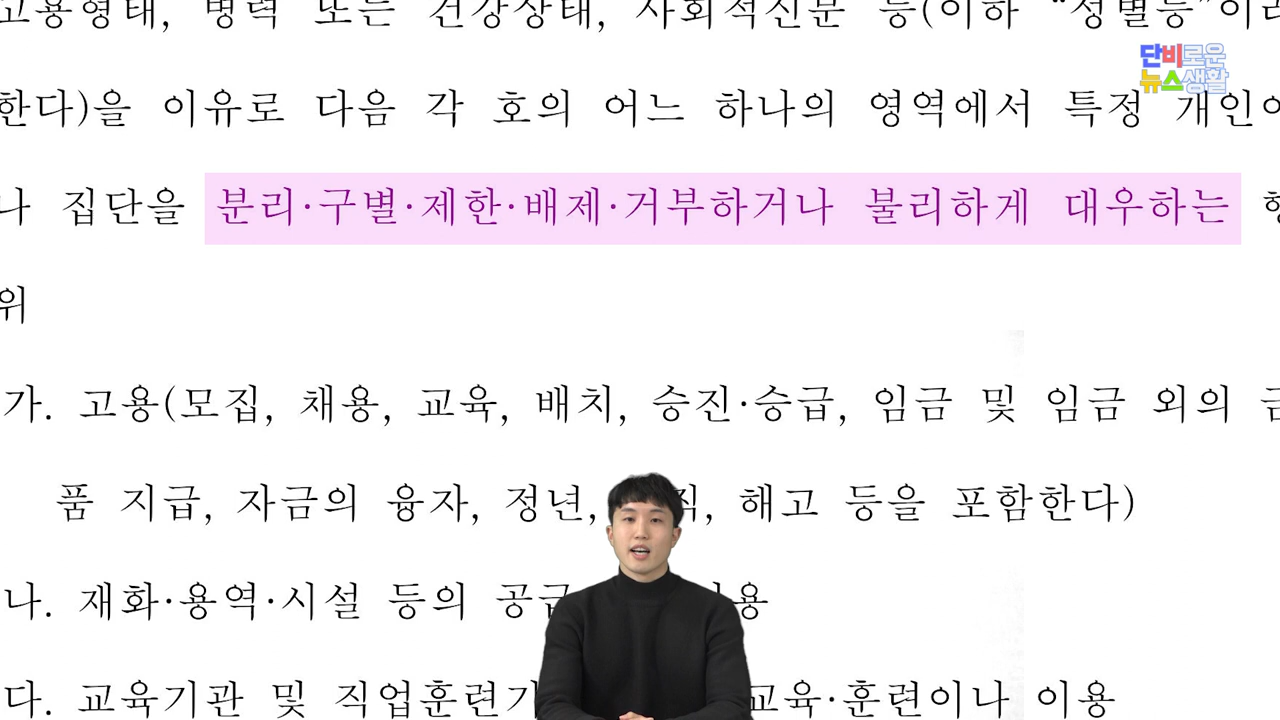 고용형태, 병력 또는 건강상태, 사회적신분 등(이하 “성별등”이라
단비로운
뉴스생활
한다)을 이유로 다음 각 호의 어느 하나의 영역에서 특정 개인이
나 집단을 분리·구별·제한·배제·거부하거나 불리하게 대우하는 행
위
가. 고용(모집, 채용, 교육, 배치, 승진·승급, 임금 및 임금 외의 금
품 지급, 자금의 융자, 정년, 해고 등을 포함한다)
나. 재화·용역·시설 등의
다. 교육기관 및 교육·훈련이나 이용